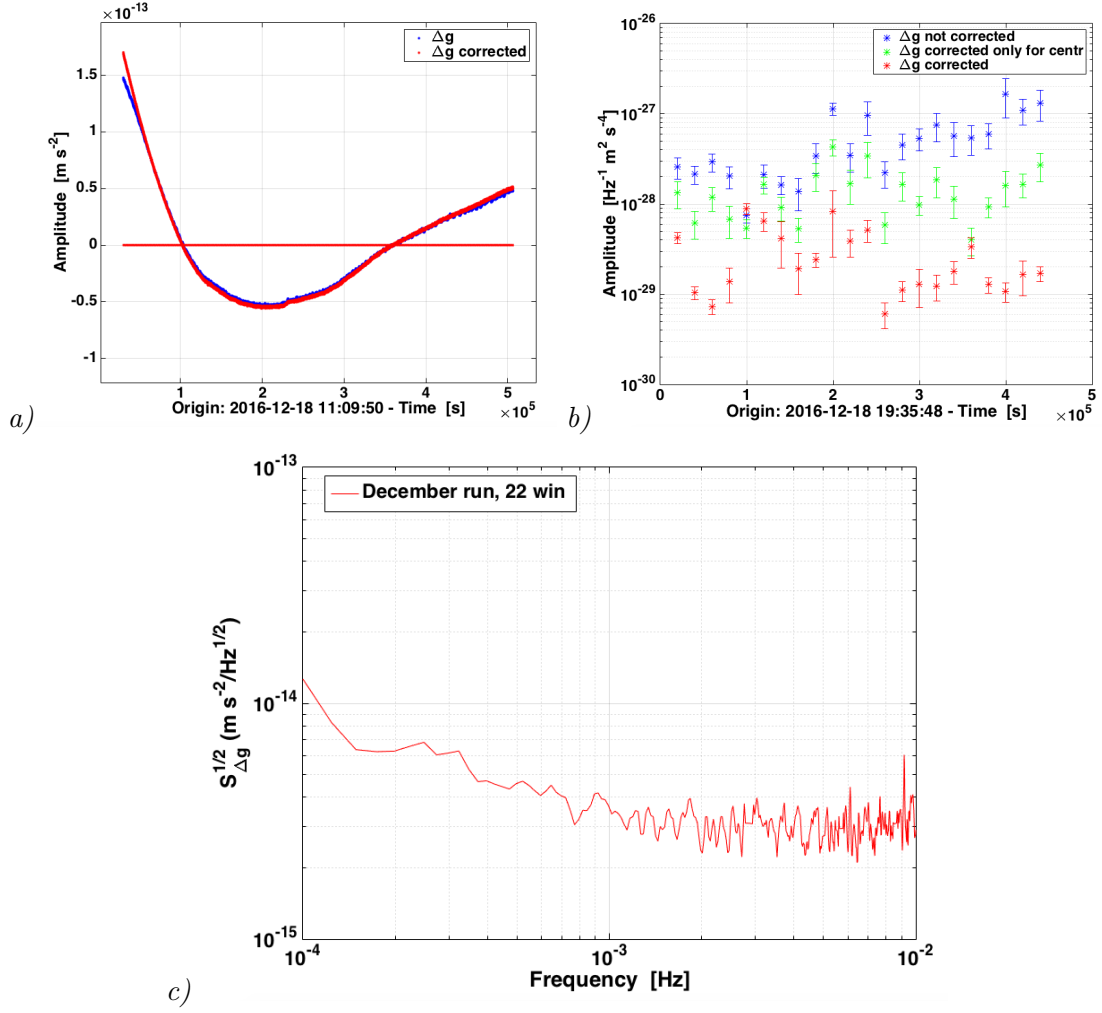 ×10⁻¹³
Δg
Δg corrected
1.5
1
0.5
0
-0.5
-1
Amplitude [m s⁻²]
1 2 3 4 5
Origin: 2016-12-18 11:09:50 - Time [s]
×10⁵
a)
10⁻²⁶
Δg not corrected
Δg corrected only for centr
Δg corrected
10⁻²⁷
10⁻²⁸
10⁻²⁹
10⁻³⁰
Amplitude [Hz⁻¹ m² s⁻⁴]
0 1 2 3 4 5
Origin: 2016-12-18 19:35:48 - Time [s]
×10⁵
b)
10⁻¹³
December run, 22 win
10⁻¹⁴
10⁻¹⁵
S^{1/2}_{Δg} (m s⁻²/Hz^{1/2})
10⁻⁴ 10⁻³ 10⁻²
Frequency [Hz]
c)